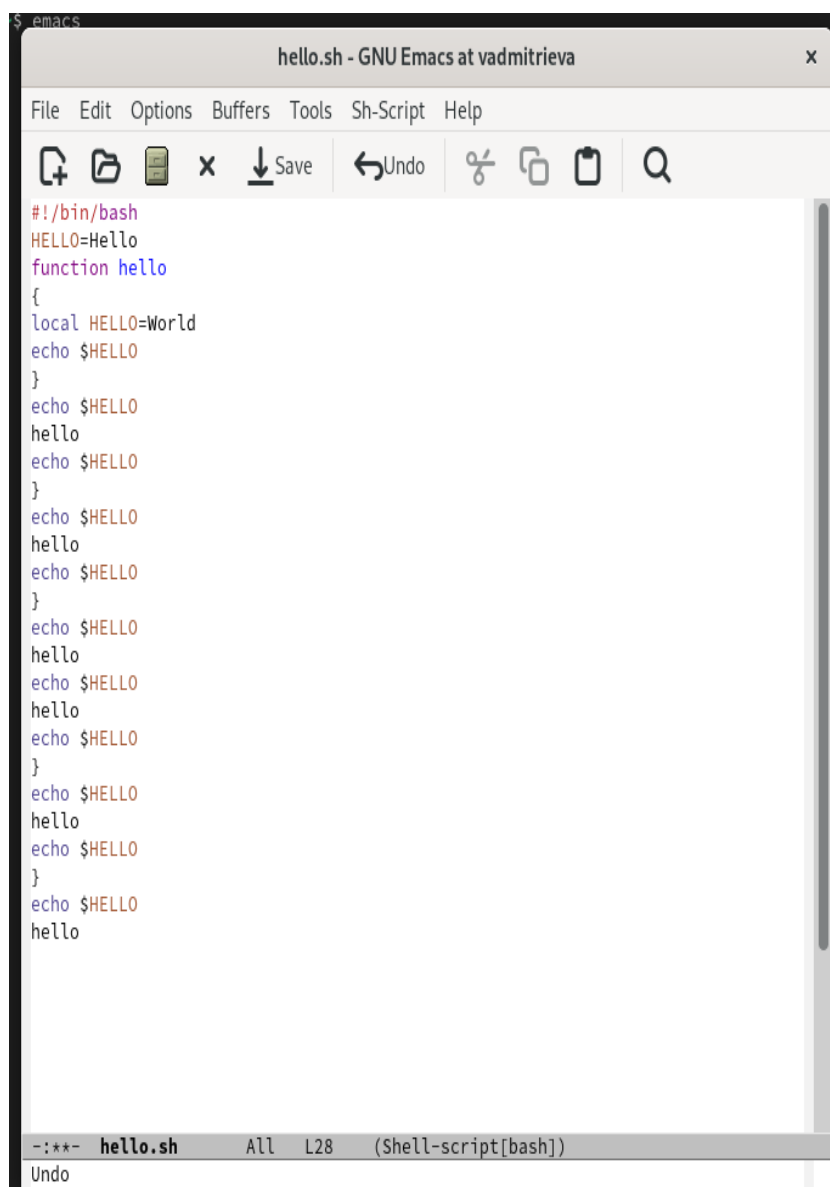 $ emacs
hello.sh - GNU Emacs at vadmitrieva x
File Edit Options Buffers Tools Sh-Script Help
Save Undo
#!/bin/bash
HELLO=Hello
function hello
{
local HELLO=World
echo $HELLO
}
echo $HELLO
hello
echo $HELLO
}
echo $HELLO
hello
echo $HELLO
}
echo $HELLO
hello
echo $HELLO
hello
echo $HELLO
}
echo $HELLO
hello
echo $HELLO
}
echo $HELLO
hello
-:**- hello.sh All L28 (Shell-script[bash])
Undo